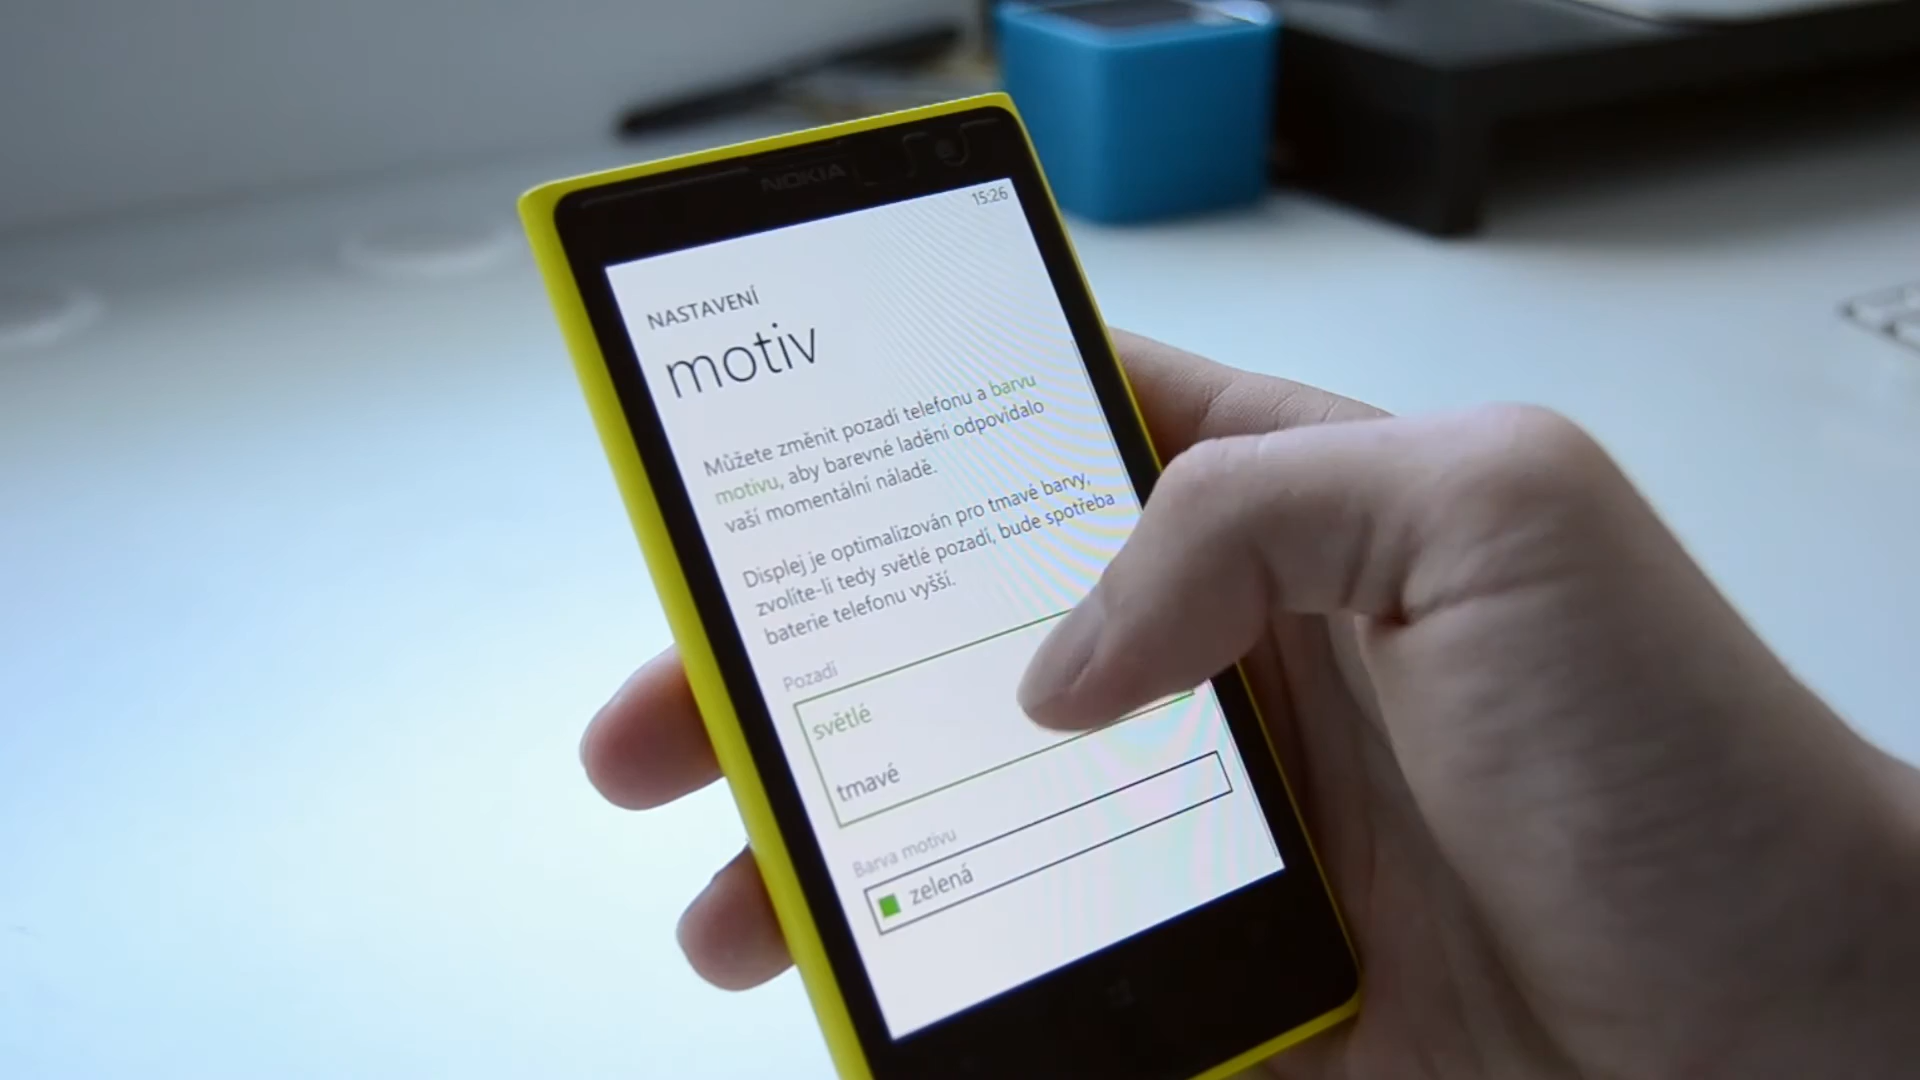 NOKIA
15:26
NASTAVENÍ
motiv
Můžete změnit pozadí telefonu a barvu
motivu, aby barevné ladění odpovídalo
vaší momentální náladě.
Displej je optimalizován pro tmavé barvy,
zvolíte-li tedy světlé pozadí, bude spotřeba
baterie telefonu vyšší.
Pozadí
světlé
tmavé
Barva motivu
zelená